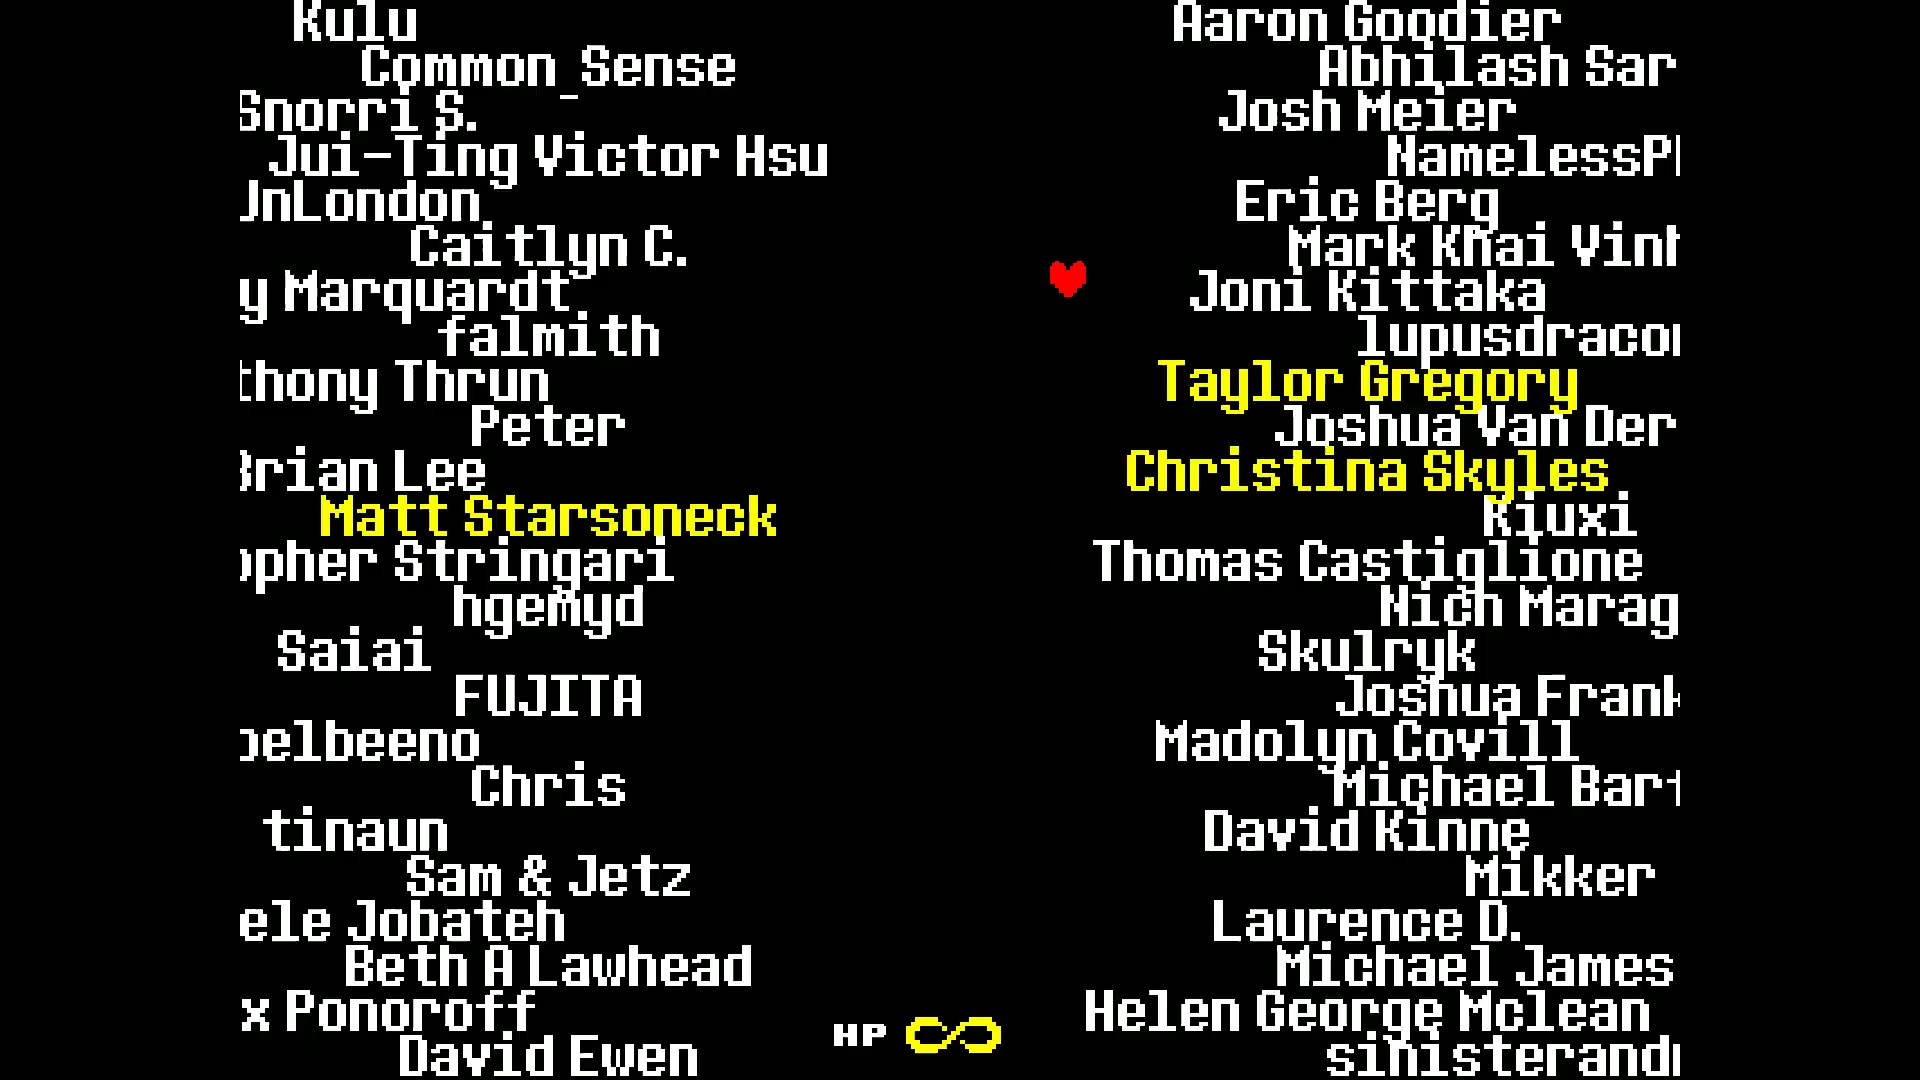 Kulu
Common_Sense
Snorri S.
Jui-Ting Victor Hsu
JnLondon
Caitlyn C.
y Marquardt
falmith
thony Thrun
Peter
Brian Lee
Matt Starsoneck
opher Stringari
hgemyd
Saiai
FUJITA
belbeeno
Chris
tinaun
Sam & Jetz
ele Jobateh
Beth A Lawhead
x Ponoroff
David Ewen
HP ∞
Aaron Goodier
Abhilash Sar
Josh Meier
NamelessP
Eric Berg
Mark Khai Vinh
Joni Kittaka
lupusdraco
Taylor Gregory
Joshua Van Der
Christina Skyles
Kiuxi
Thomas Castiglione
Nich Marag
Skulryk
Joshua Frank
Madolyn Covill
Michael Bar
David Kinne
Mikker
Laurence D.
Michael James
Helen George Mclean
sinisterand